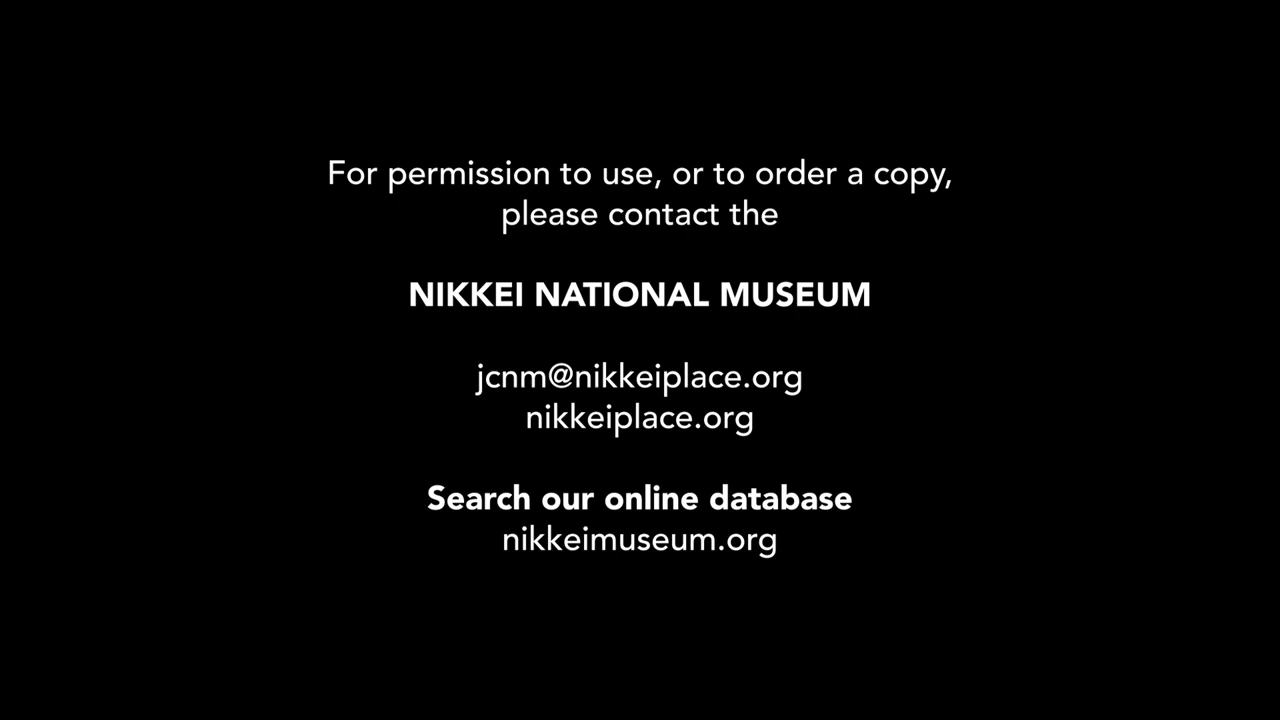 For permission to use, or to order a copy,
please contact the
NIKKEI NATIONAL MUSEUM
jcnm@nikkeiplace.org
nikkeiplace.org
Search our online database
nikkeimuseum.org